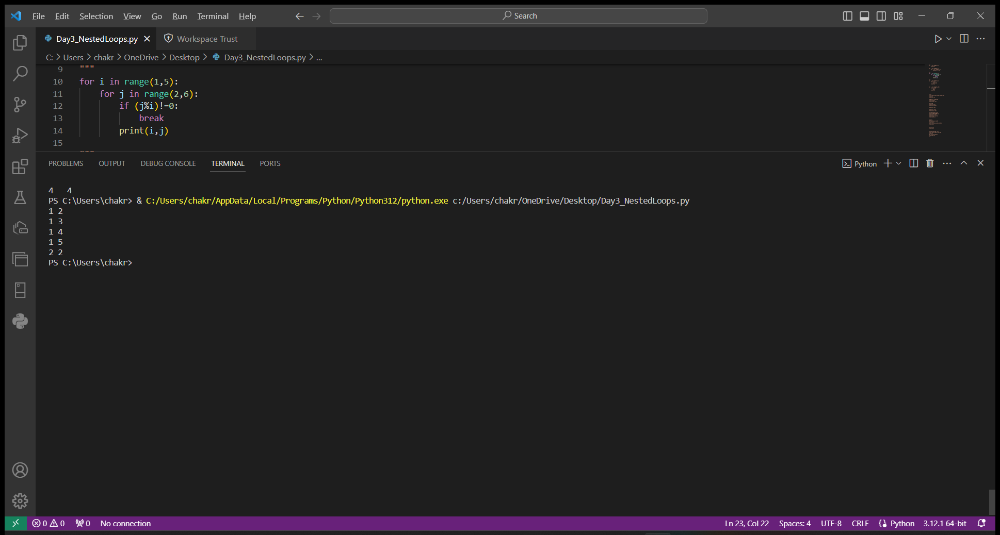 File Edit Selection View Go Run Terminal Help
Search
Day3_NestedLoops.py
Workspace Trust
C: > Users > chakr > OneDrive > Desktop > Day3_NestedLoops.py > ...
9 """
10 for i in range(1,5):
11     for j in range(2,6):
12         if (j%i)!=0:
13             break
14         print(i,j)
15
PROBLEMS OUTPUT DEBUG CONSOLE TERMINAL PORTS
Python
4   4
PS C:\Users\chakr> & C:/Users/chakr/AppData/Local/Programs/Python/Python312/python.exe c:/Users/chakr/OneDrive/Desktop/Day3_NestedLoops.py
1 2
1 3
1 4
1 5
2 2
PS C:\Users\chakr>
0 0 0 No connection
Ln 23, Col 22 Spaces: 4 UTF-8 CRLF Python 3.12.1 64-bit